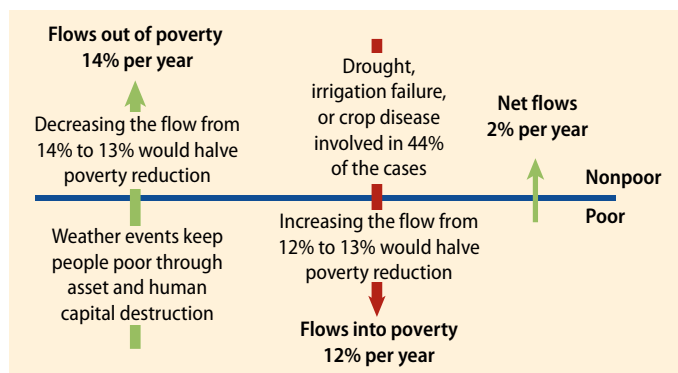 Flows out of poverty
14% per year
Decreasing the flow from
14% to 13% would halve
poverty reduction
Weather events keep
people poor through
asset and human
capital destruction
Drought,
irrigation failure,
or crop disease
involved in 44%
of the cases
Increasing the flow from
12% to 13% would halve
poverty reduction
Flows into poverty
12% per year
Net flows
2% per year
Nonpoor
Poor